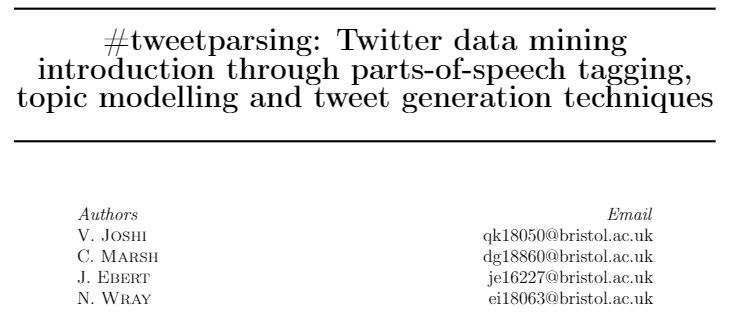 #tweetparsing: Twitter data mining
introduction through parts-of-speech tagging,
topic modelling and tweet generation techniques
Authors Email
V. Joshi qk18050@bristol.ac.uk
C. Marsh dg18860@bristol.ac.uk
J. Ebert je16227@bristol.ac.uk
N. Wray ei18063@bristol.ac.uk